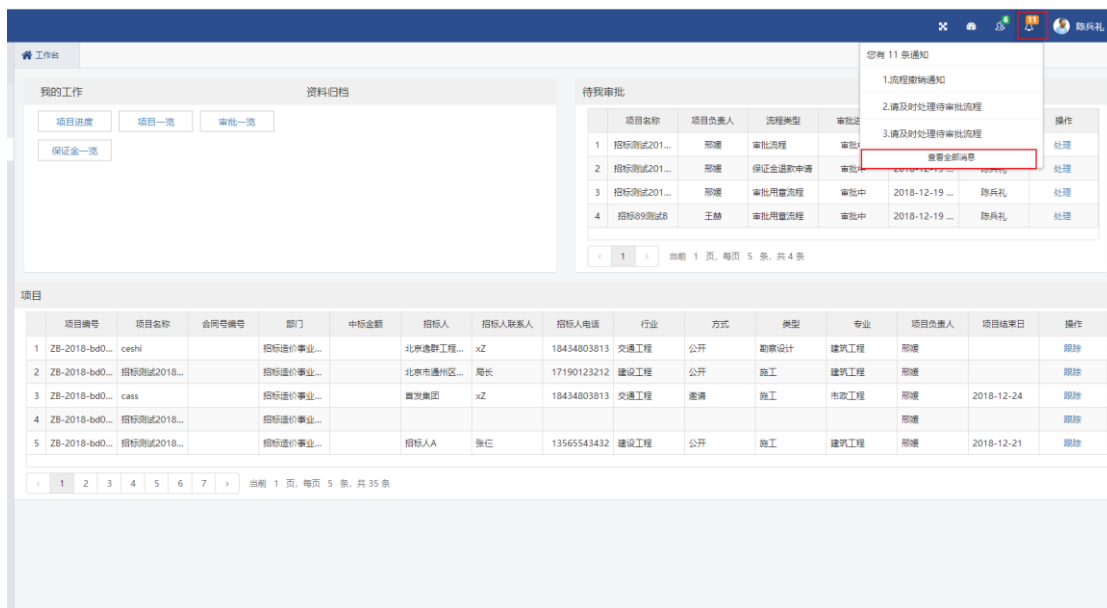 6 11 陈兵礼
工作台
您有 11 条通知
1.流程撤销通知
2.请及时处理待审批流程
3.请及时处理待审批流程
查看全部消息
我的工作 资料归档
项目进度 项目一览 审批一览
保证金一览
待我审批
项目名称 项目负责人 流程类型 操作
1 招标测试201... 邢媛 审批流程 处理
2 招标测试201... 邢媛 保证金退款申请 审批中 2018-12-19 ... 陈兵礼 处理
3 招标测试201... 邢媛 审批用章流程 审批中 2018-12-19 ... 陈兵礼 处理
4 招标89测试B 王赫 审批用章流程 审批中 2018-12-19 ... 陈兵礼 处理
< 1 > 当前 1 页, 每页 5 条, 共 4 条
项目
项目编号 项目名称 合同号编号 部门 中标金额 招标人 招标人联系人 招标人电话 行业 方式 类型 专业 项目负责人 项目结束日 操作
1 ZB-2018-bd0... ceshi 招标造价事业... 北京逸群工程... xZ 18434803813 交通工程 公开 勘察设计 建筑工程 邢媛 跟踪
2 ZB-2018-bd0... 招标测试2018... 招标造价事业... 北京市通州区... 局长 17190123212 建设工程 公开 施工 建筑工程 邢媛 跟踪
3 ZB-2018-bd0... cass 招标造价事业... 首发集团 xZ 18434803813 交通工程 邀请 施工 市政工程 邢媛 2018-12-24 跟踪
4 ZB-2018-bd0... 招标测试2018... 招标造价事业... 邢媛 跟踪
5 ZB-2018-bd0... 招标测试2018... 招标造价事业... 招标人A 张仨 13565543432 建设工程 公开 施工 建筑工程 邢媛 2018-12-21 跟踪
< 1 2 3 4 5 6 7 > 当前 1 页, 每页 5 条, 共 35 条